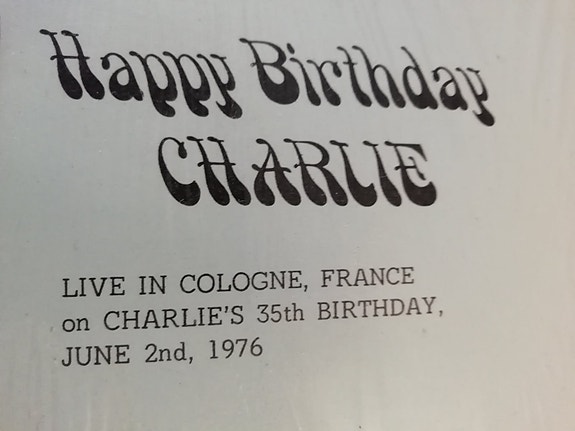 Happy Birthday
CHARLIE
LIVE IN COLOGNE, FRANCE
on CHARLIE'S 35th BIRTHDAY,
JUNE 2nd, 1976